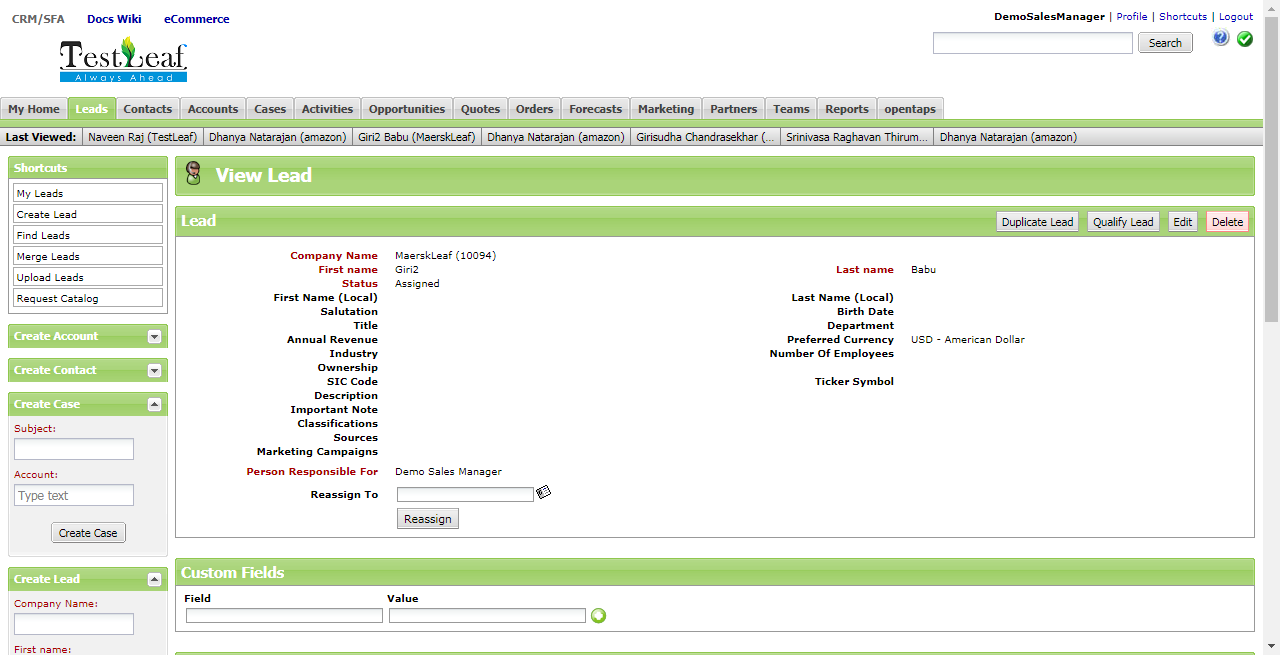 CRM/SFA Docs Wiki eCommerce
DemoSalesManager | Profile | Shortcuts | Logout
TestLeaf
Always Ahead
Search
My Home Leads Contacts Accounts Cases Activities Opportunities Quotes Orders Forecasts Marketing Partners Teams Reports opentaps
Last Viewed: Naveen Raj (TestLeaf) Dhanya Natarajan (amazon) Giri2 Babu (MaerskLeaf) Dhanya Natarajan (amazon) Girisudha Chandrasekhar (... Srinivasa Raghavan Thirum... Dhanya Natarajan (amazon)
Shortcuts
My Leads
Create Lead
Find Leads
Merge Leads
Upload Leads
Request Catalog
Create Account
Create Contact
Create Case
Subject:
Account:
Type text
Create Case
Create Lead
Company Name:
First name:
View Lead
Lead Duplicate Lead Qualify Lead Edit Delete
Company Name MaerskLeaf (10094)
First name Giri2 Last name Babu
Status Assigned
First Name (Local) Last Name (Local)
Salutation Birth Date
Title Department
Annual Revenue Preferred Currency USD - American Dollar
Industry Number Of Employees
Ownership
SIC Code Ticker Symbol
Description
Important Note
Classifications
Sources
Marketing Campaigns
Person Responsible For Demo Sales Manager
Reassign To
Reassign
Custom Fields
Field Value